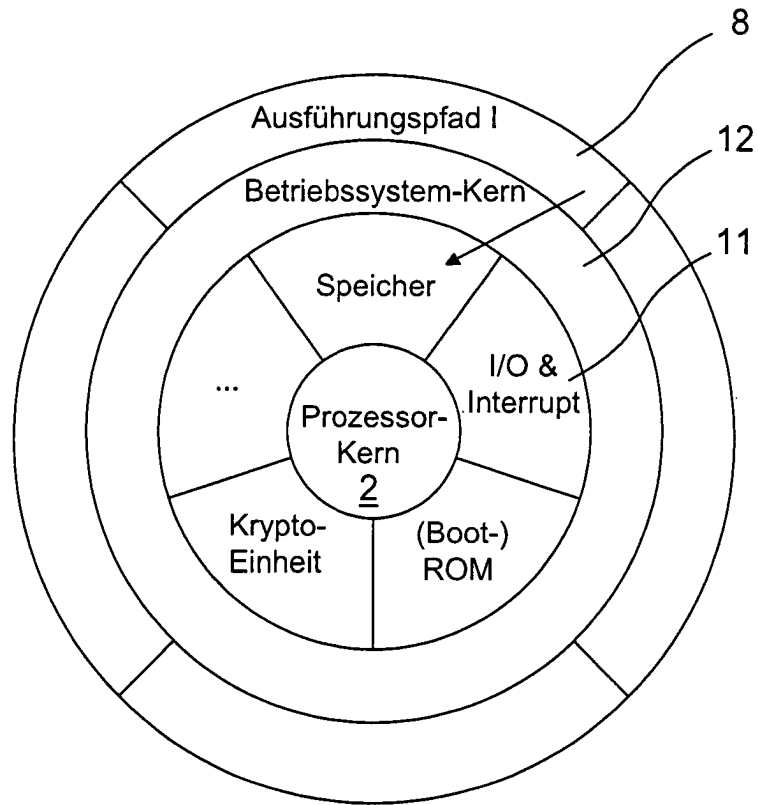 8
Ausführungspfad I
12
Betriebssystem-Kern
11
Speicher
I/O &
Interrupt
...
Prozessor-
Kern
2
Krypto-
Einheit
(Boot-)
ROM